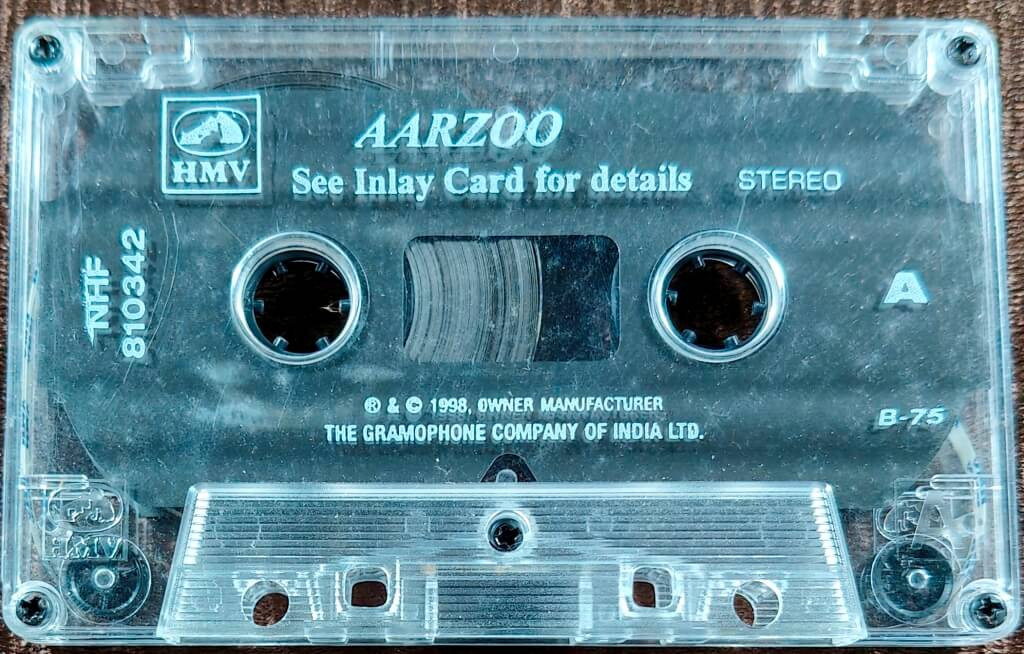 AARZOO
HMV
See Inlay Card for details
STEREO
NHF
810342
A
® & © 1998, OWNER MANUFACTURER
THE GRAMOPHONE COMPANY OF INDIA LTD.
B-75
HMV
A